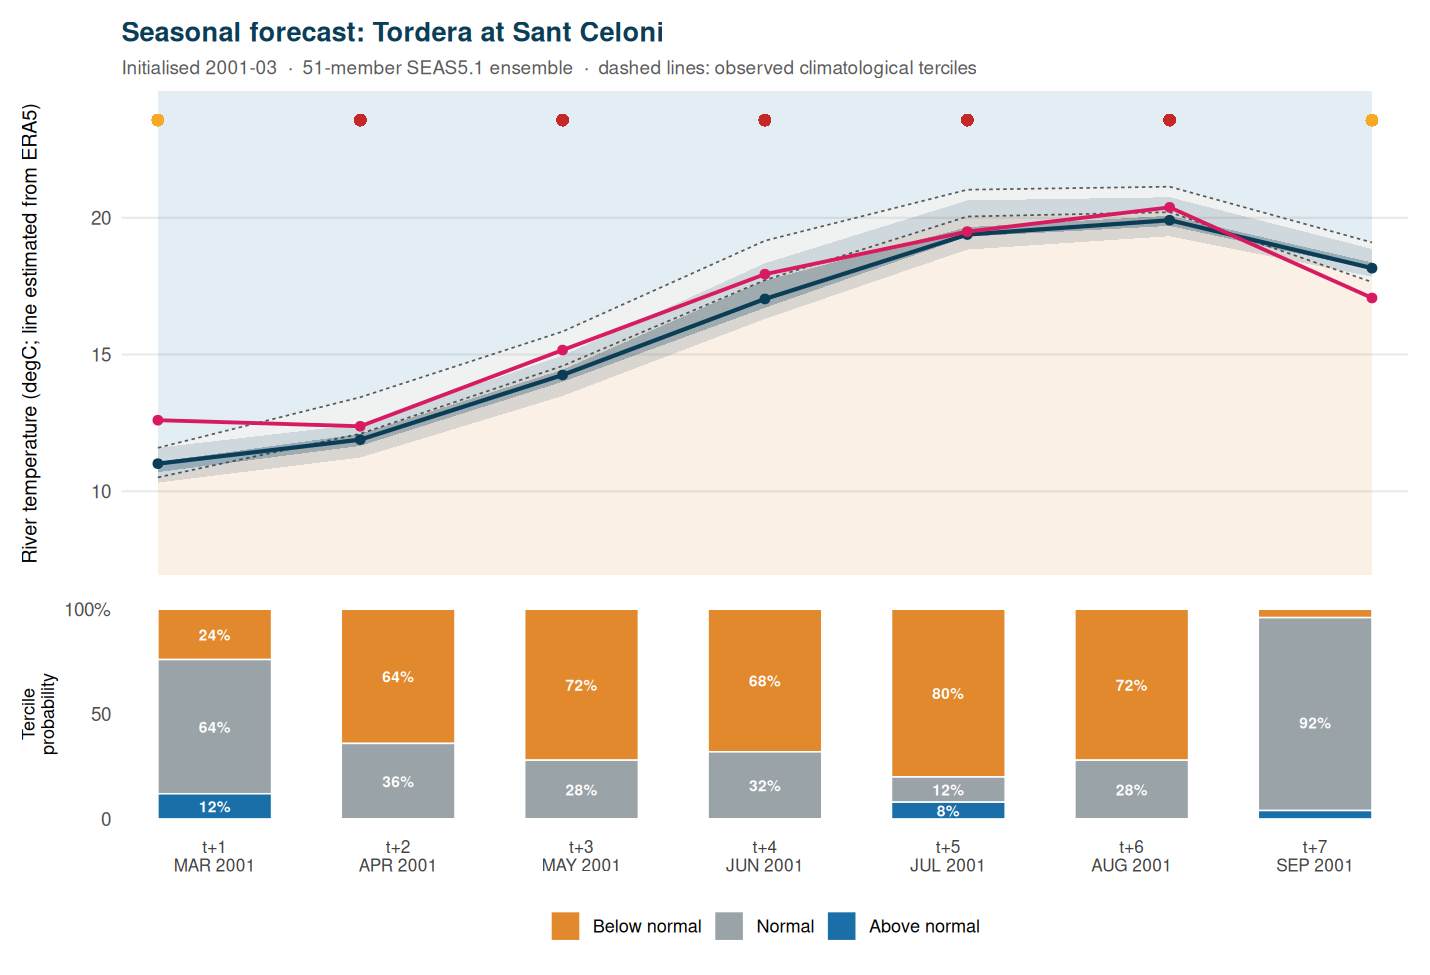 Seasonal forecast: Tordera at Sant Celoni
Initialised 2001-03 · 51-member SEAS5.1 ensemble · dashed lines: observed climatological terciles
River temperature (degC; line estimated from ERA5)
20
15
10
Tercile
probability
100%
50
0
24%
64%
12%
64%
36%
72%
28%
68%
32%
80%
12%
8%
72%
28%
92%
t+1
MAR 2001
t+2
APR 2001
t+3
MAY 2001
t+4
JUN 2001
t+5
JUL 2001
t+6
AUG 2001
t+7
SEP 2001
Below normal
Normal
Above normal